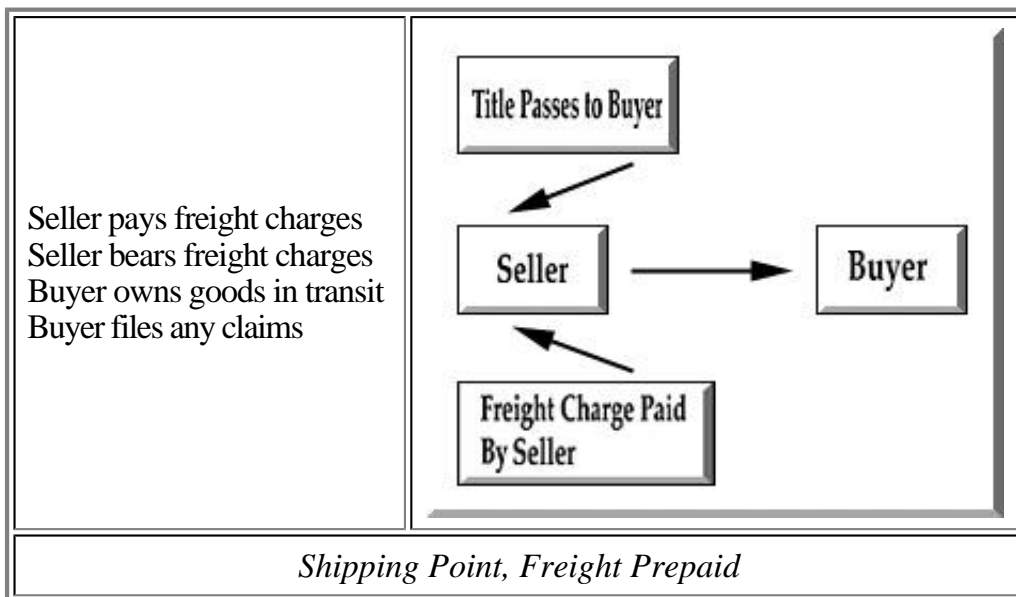 Seller pays freight charges
Seller bears freight charges
Buyer owns goods in transit
Buyer files any claims
Title Passes to Buyer
Seller
Buyer
Freight Charge Paid
By Seller
Shipping Point, Freight Prepaid